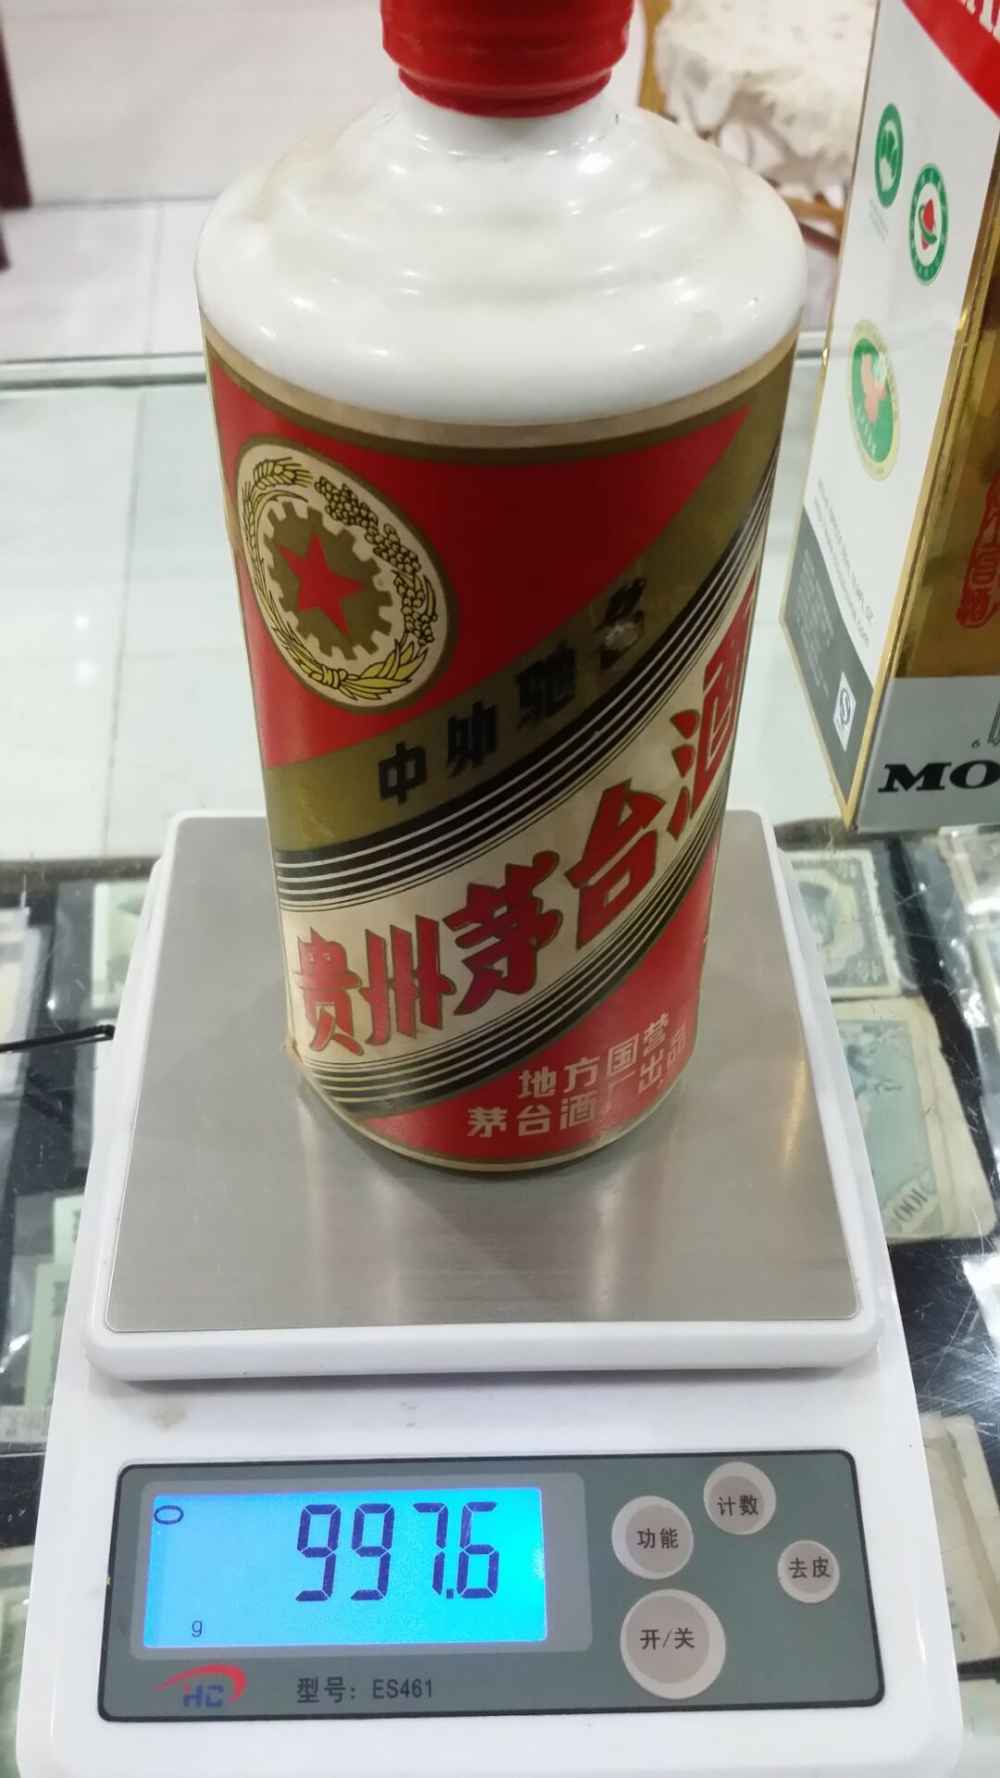 中外驰名
贵州茅台酒
地方国营
茅台酒厂出品
MO
997.6
g
HC
型号：ES461
功能
计数
去皮
开/关
100